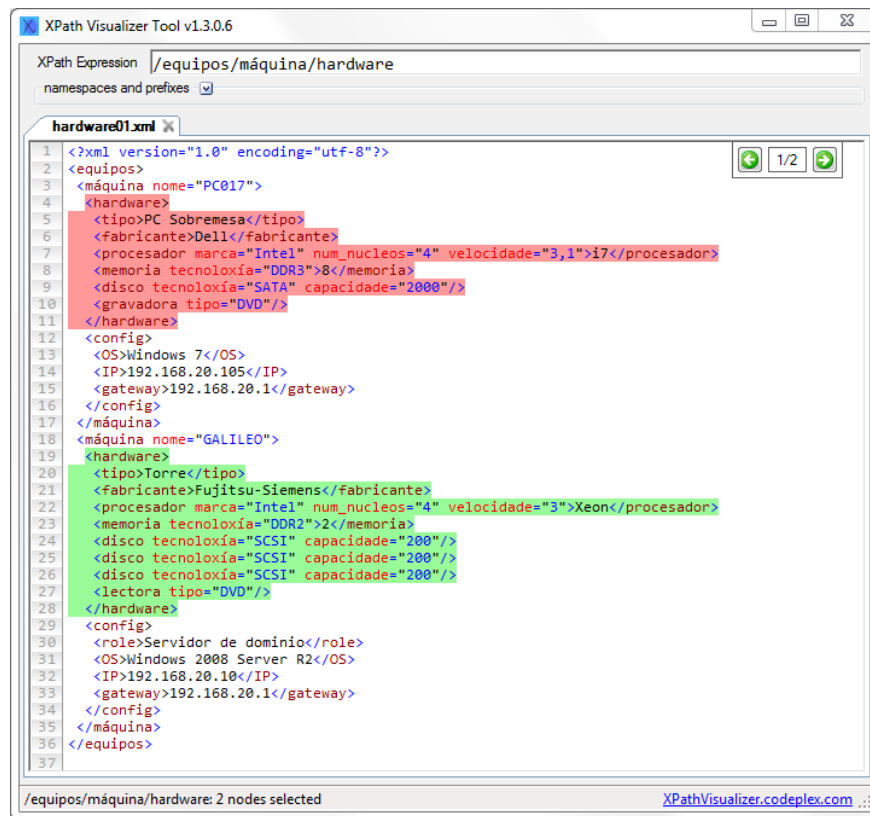 XPath Visualizer Tool v1.3.0.6
XPath Expression /equipos/máquina/hardware
namespaces and prefixes
hardware01.xml
1/2
1 <?xml version="1.0" encoding="utf-8"?>
2 <equipos>
3 <máquina nome="PC017">
4 <hardware>
5 <tipo>PC Sobremesa</tipo>
6 <fabricante>Dell</fabricante>
7 <procesador marca="Intel" num_nucleos="4" velocidade="3,1">i7</procesador>
8 <memoria tecnoloxía="DDR3">8</memoria>
9 <disco tecnoloxía="SATA" capacidade="2000"/>
10 <gravadora tipo="DVD"/>
11 </hardware>
12 <config>
13 <OS>Windows 7</OS>
14 <IP>192.168.20.105</IP>
15 <gateway>192.168.20.1</gateway>
16 </config>
17 </máquina>
18 <máquina nome="GALILEO">
19 <hardware>
20 <tipo>Torre</tipo>
21 <fabricante>Fujitsu-Siemens</fabricante>
22 <procesador marca="Intel" num_nucleos="4" velocidade="3">Xeon</procesador>
23 <memoria tecnoloxía="DDR2">2</memoria>
24 <disco tecnoloxía="SCSI" capacidade="200"/>
25 <disco tecnoloxía="SCSI" capacidade="200"/>
26 <disco tecnoloxía="SCSI" capacidade="200"/>
27 <lectora tipo="DVD"/>
28 </hardware>
29 <config>
30 <role>Servidor de dominio</role>
31 <OS>Windows 2008 Server R2</OS>
32 <IP>192.168.20.10</IP>
33 <gateway>192.168.20.1</gateway>
34 </config>
35 </máquina>
36 </equipos>
37
/equipos/máquina/hardware: 2 nodes selected XPathVisualizer.codeplex.com